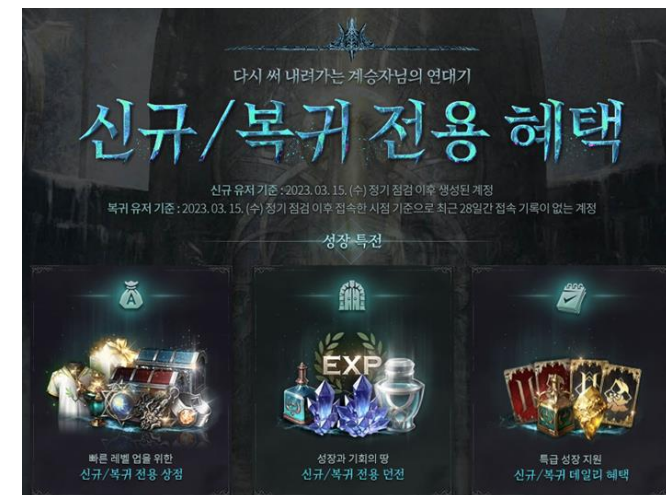 다시 써 내려가는 계승자님의 연대기
신규/복귀 전용 혜택
신규 유저 기준 : 2023. 03. 15. (수) 정기 점검 이후 생성된 계정
복귀 유저 기준 : 2023. 03. 15. (수) 정기 점검 이후 접속한 시점 기준으로 최근 28일간 접속 기록이 없는 계정
성장 특전
A
EXP
빠른 레벨 업을 위한
신규/복귀 전용 상점
성장과 기회의 땅
신규/복귀 전용 던전
특급 성장 지원
신규/복귀 데일리 혜택